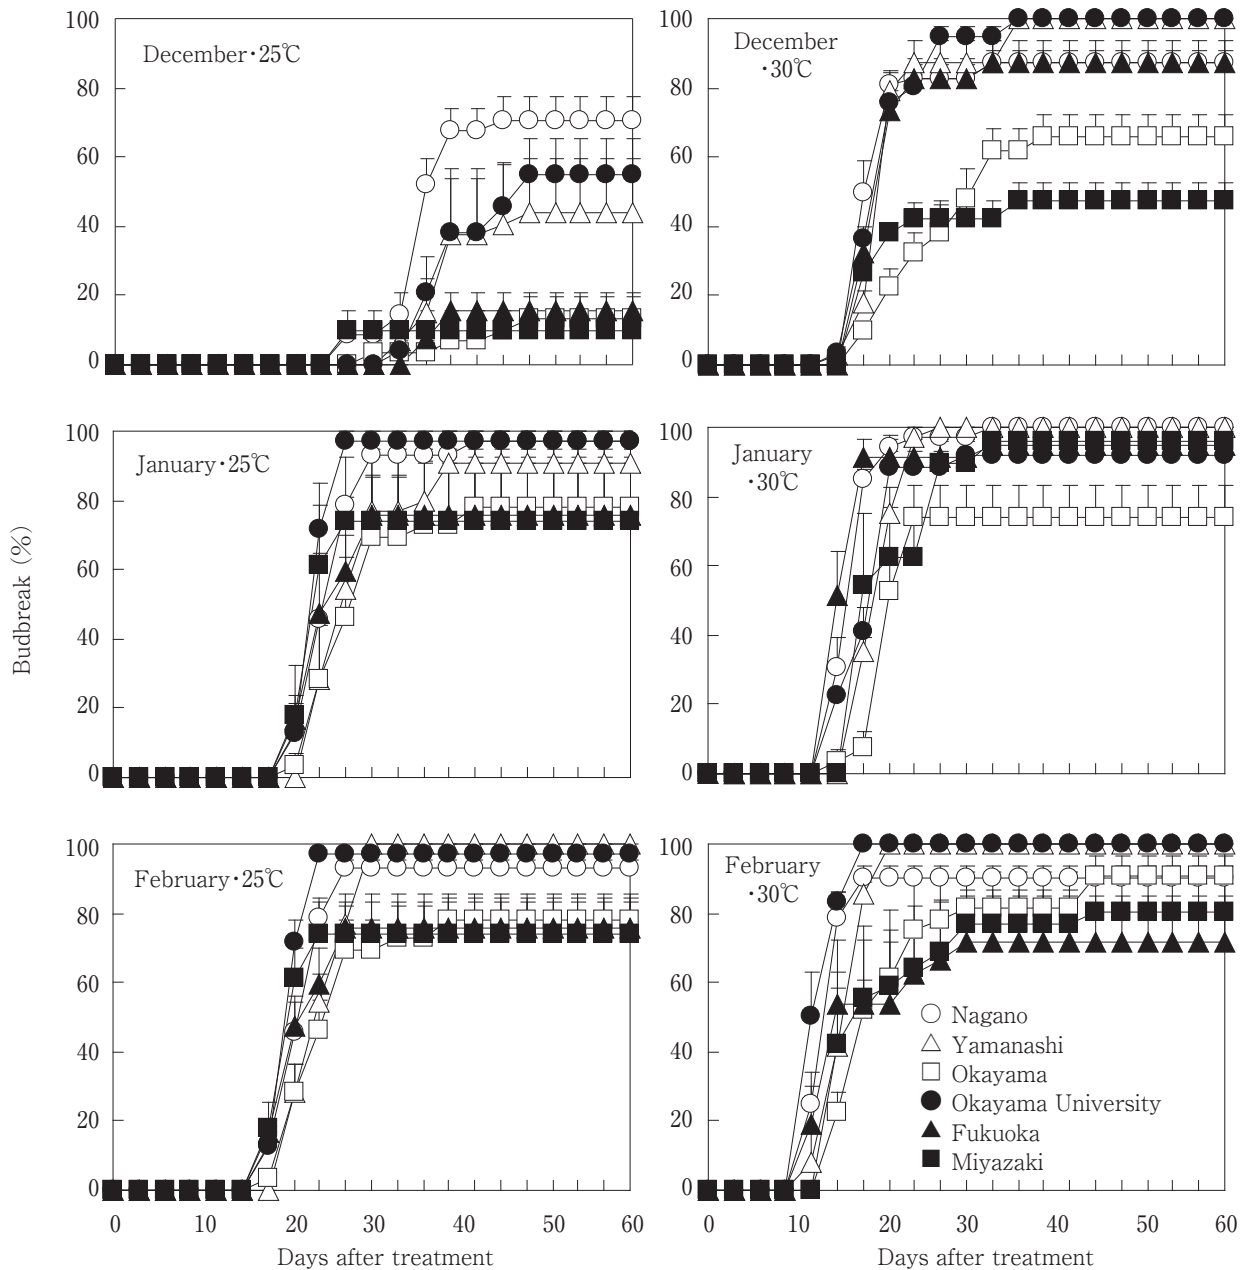 December・25℃
100
80
60
40
20
0
December
・30℃
100
80
60
40
20
0
January・25℃
100
80
60
40
20
0
January
・30℃
100
80
60
40
20
0
Budbreak (%)
February・25℃
100
80
60
40
20
0
0 10 20 30 40 50 60
Days after treatment
February
・30℃
100
80
60
40
20
0
Nagano
Yamanashi
Okayama
Okayama University
Fukuoka
Miyazaki
0 10 20 30 40 50 60
Days after treatment